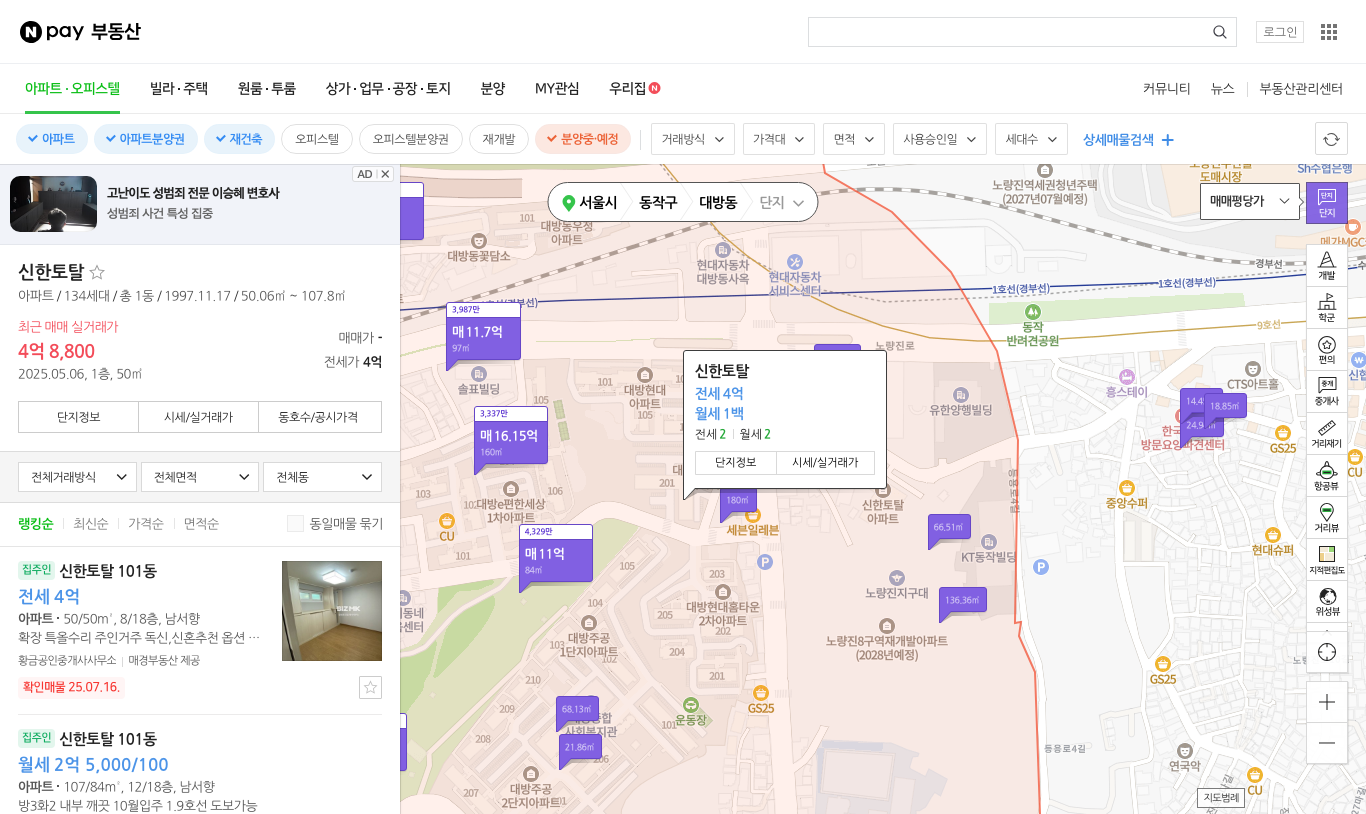 N pay 부동산
로그인
아파트·오피스텔 빌라·주택 원룸·투룸 상가·업무·공장·토지 분양 MY관심 우리집 N 커뮤니티 뉴스 부동산관리센터
아파트 아파트분양권 재건축 오피스텔 오피스텔분양권 재개발 분양중·예정 거래방식 가격대 면적 사용승인일 세대수 상세매물검색
AD
고난이도 성범죄 전문 이승혜 변호사
성범죄 사건 특성 집중
신한토탈
아파트 / 134세대 / 총 1동 / 1997.11.17 / 50.06㎡ ~ 107.8㎡
최근 매매 실거래가
4억 8,800
2025.05.06, 1층, 50㎡
매매가 -
전세가 4억
단지정보 시세/실거래가 동호수/공시가격
전체거래방식 전체면적 전체동
랭킹순 최신순 가격순 면적순 동일매물 묶기
집주인 신한토탈 101동
전세 4억
아파트 · 50/50m², 8/18층, 남서향
확장 특올수리 주인거주 독신,신혼추천 옵션 ···
황금공인중개사사무소 매경부동산 제공
확인매물 25.07.16.
집주인 신한토탈 101동
월세 2억 5,000/100
아파트 · 107/84m², 12/18층, 남서향
방3화2 내부 깨끗 10월입주 1.9호선 도보가능
서울시 동작구 대방동 단지
매매평당가
단지
단지
노량진역세권청년주택
(2027년07월예정)
도매시장
Sh수협은행
메가MGC
대방동꽃담소
101
대방동우정
아파트
현대자동차
대방동사옥
현대자동차
서비스센터
경부선
1호선(경부선)
1호선(경부선)
9호선
동작
반려견공원
노량진로
3,987만
매 11.7억
97㎡
솔표빌딩
3,337만
매 16.15억
160㎡
101
대방현대
아파트
103
신한토탈
전세 4억
월세 1백
전세 2 월세 2
단지정보 시세/실거래가
180㎡
세븐일레븐
유한양행빌딩
흥스테이
CTS아트홀
18.85㎡
GS25
CU
중앙수퍼
현대슈퍼
신한토탈
아파트
66.51㎡
KT동작빌딩
노량진지구대
136.36㎡
노량진8구역재개발아파트
(2028년예정)
105
대방e편한세상
1차아파트
106
CU
103
101
4,329만
매 11억
84㎡
105
104
203
대방현대홈타운
2차아파트
205
202
204
201
대방주공
1단지아파트
102
103
210
209
208
207
206
68.13㎡
사회복지관
21.86㎡
101
운동장
GS25
대방주공
2단지아파트
GS25
등용로4길
연국악
CU
지도범례
개발
학군
편의
중개
중개사
거리재기
항공뷰
거리뷰
지적편집도
위성뷰